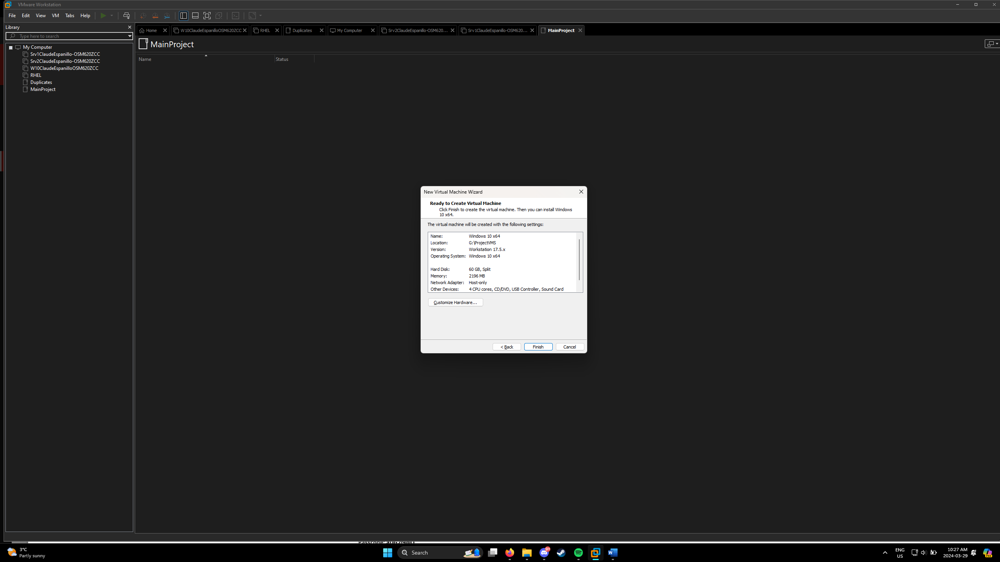 VMware Workstation
File Edit View VM Tabs Help
Library
Type here to search
My Computer
Srv1ClaudeEspanillo-OSM620ZCC
Srv2ClaudeEspanillo-OSM620ZCC
W10ClaudeEspanilloOSM620ZCC
RHEL
Duplicates
MainProject
Home W10ClaudeEspanilloOSM620ZCC RHEL Duplicates My Computer Srv2ClaudeEspanillo-OSM620... Srv1ClaudeEspanillo-OSM620... MainProject
MainProject
Name Status
New Virtual Machine Wizard
Ready to Create Virtual Machine
Click Finish to create the virtual machine. Then you can install Windows
10 x64.
The virtual machine will be created with the following settings:
Name: Windows 10 x64
Location: G:\ProjectVMS
Version: Workstation 17.5.x
Operating System: Windows 10 x64
Hard Disk: 60 GB, Split
Memory: 2196 MB
Network Adapter: Host-only
Other Devices: 4 CPU cores, CD/DVD, USB Controller, Sound Card
Customize Hardware...
< Back Finish Cancel
3°C
Partly sunny
Search
9+
ENG
US
10:27 AM
2024-03-29
PRE